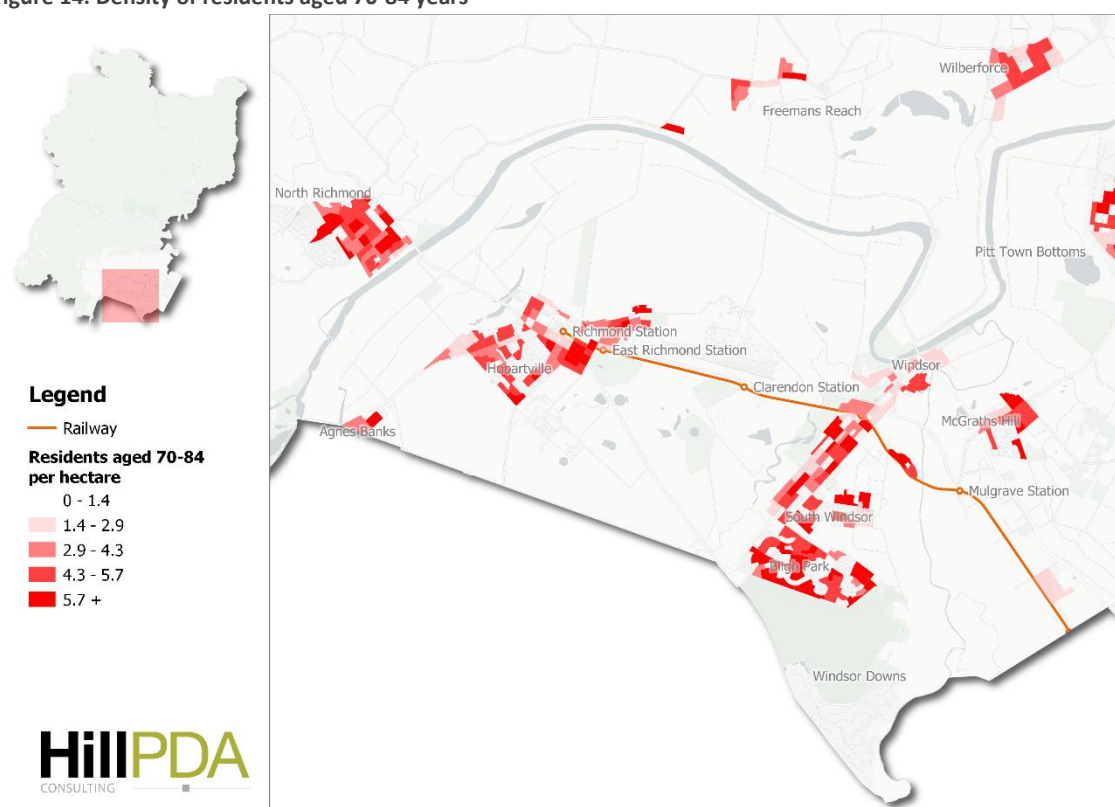 Figure 14: Density of residents aged 70-84 years
Wilberforce
Freemans Reach
North Richmond
Pitt Town Bottoms
Richmond Station
East Richmond Station
Hobartville
Windsor
Clarendon Station
Agnes Banks
McGraths Hill
Mulgrave Station
South Windsor
Bligh Park
Windsor Downs
Legend
Railway
Residents aged 70-84
per hectare
0 - 1.4
1.4 - 2.9
2.9 - 4.3
4.3 - 5.7
5.7 +
HillPDA
CONSULTING